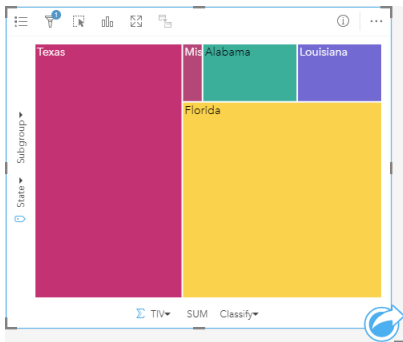 1
Texas
Mis
Alabama
Louisiana
Florida
Subgroup
State
Σ TIV SUM Classify